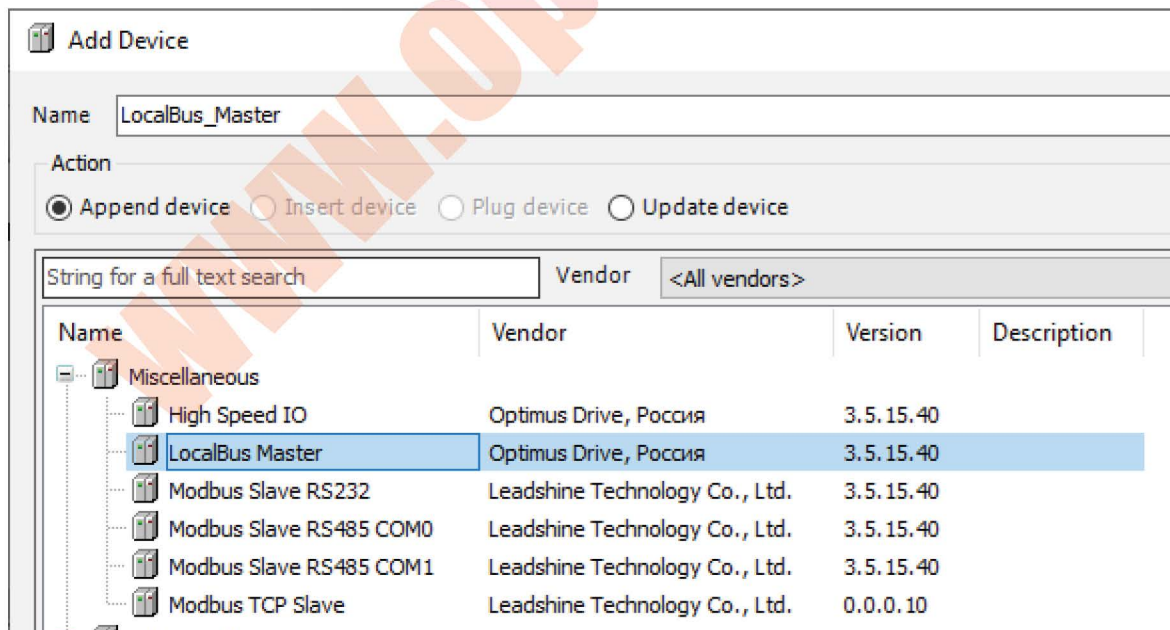 Add Device
Name LocalBus_Master
Action
Append device Insert device Plug device Update device
String for a full text search Vendor <All vendors>
Name Vendor Version Description
Miscellaneous
High Speed IO Optimus Drive, Россия 3.5.15.40
LocalBus Master Optimus Drive, Россия 3.5.15.40
Modbus Slave RS232 Leadshine Technology Co., Ltd. 3.5.15.40
Modbus Slave RS485 COM0 Leadshine Technology Co., Ltd. 3.5.15.40
Modbus Slave RS485 COM1 Leadshine Technology Co., Ltd. 3.5.15.40
Modbus TCP Slave Leadshine Technology Co., Ltd. 0.0.0.10
www.op